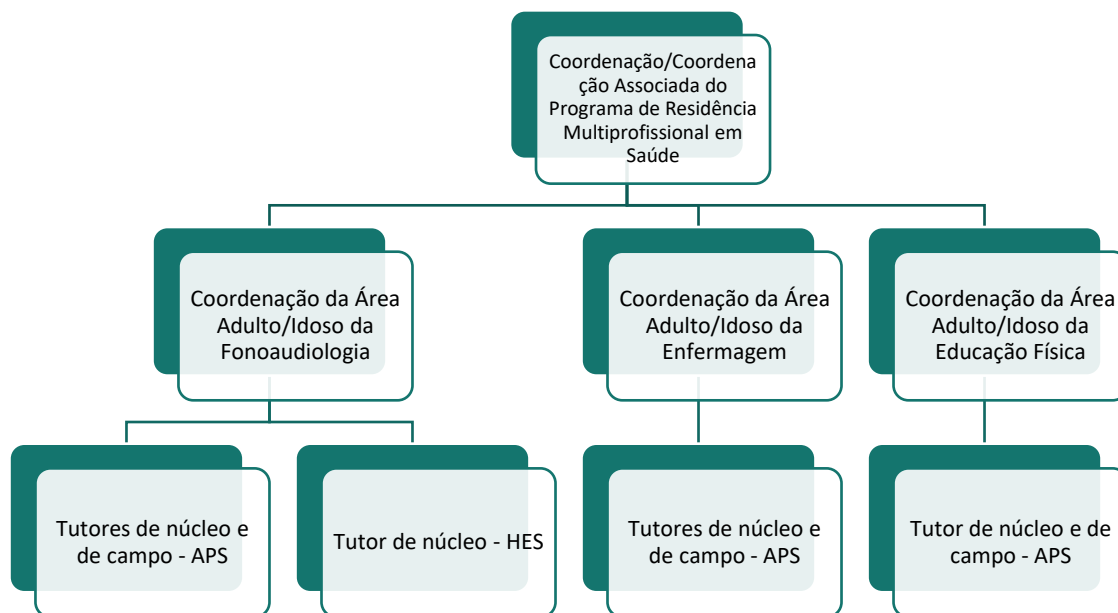 Coordenação/Coordena
ção Associada do
Programa de Residência
Multiprofissional em
Saúde
Coordenação da Área
Adulto/Idoso da
Fonoaudiologia
Coordenação da Área
Adulto/Idoso da
Enfermagem
Coordenação da Área
Adulto/Idoso da
Educação Física
Tutores de núcleo e
de campo - APS
Tutor de núcleo - HES
Tutores de núcleo e
de campo - APS
Tutor de núcleo e de
campo - APS